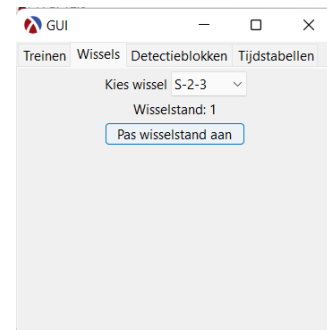 GUI
Treinen Wissels Detectieblokken Tijdstabellen
Kies wissel S-2-3
Wisselstand: 1
Pas wisselstand aan